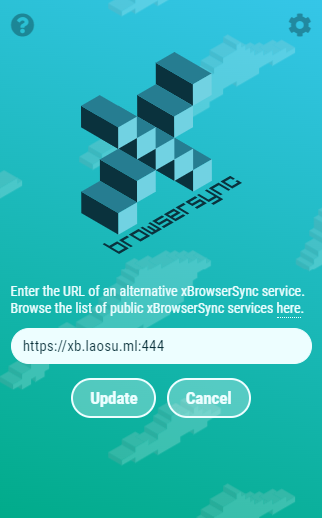 browsersync
Enter the URL of an alternative xBrowserSync service.
Browse the list of public xBrowserSync services here.
https://xb.laosu.ml:444
Update Cancel